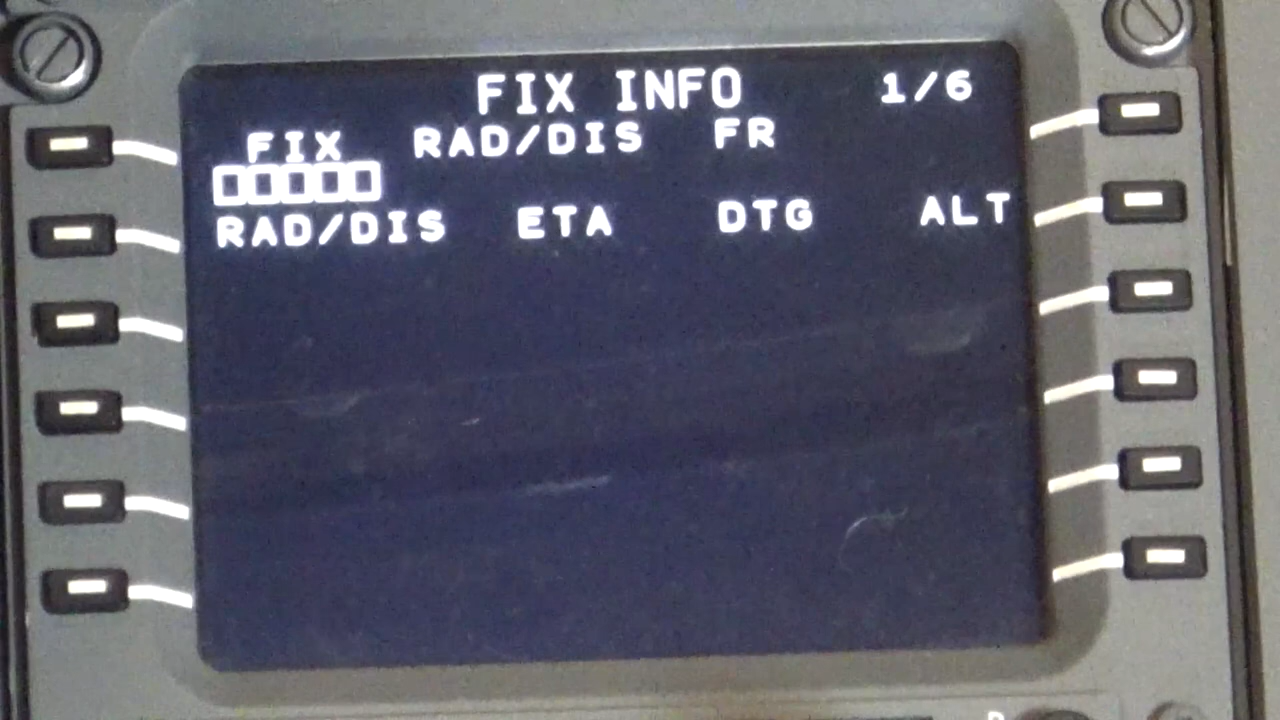 FIX INFO 1/6
FIX RAD/DIS FR
□□□□□
RAD/DIS ETA DTG ALT